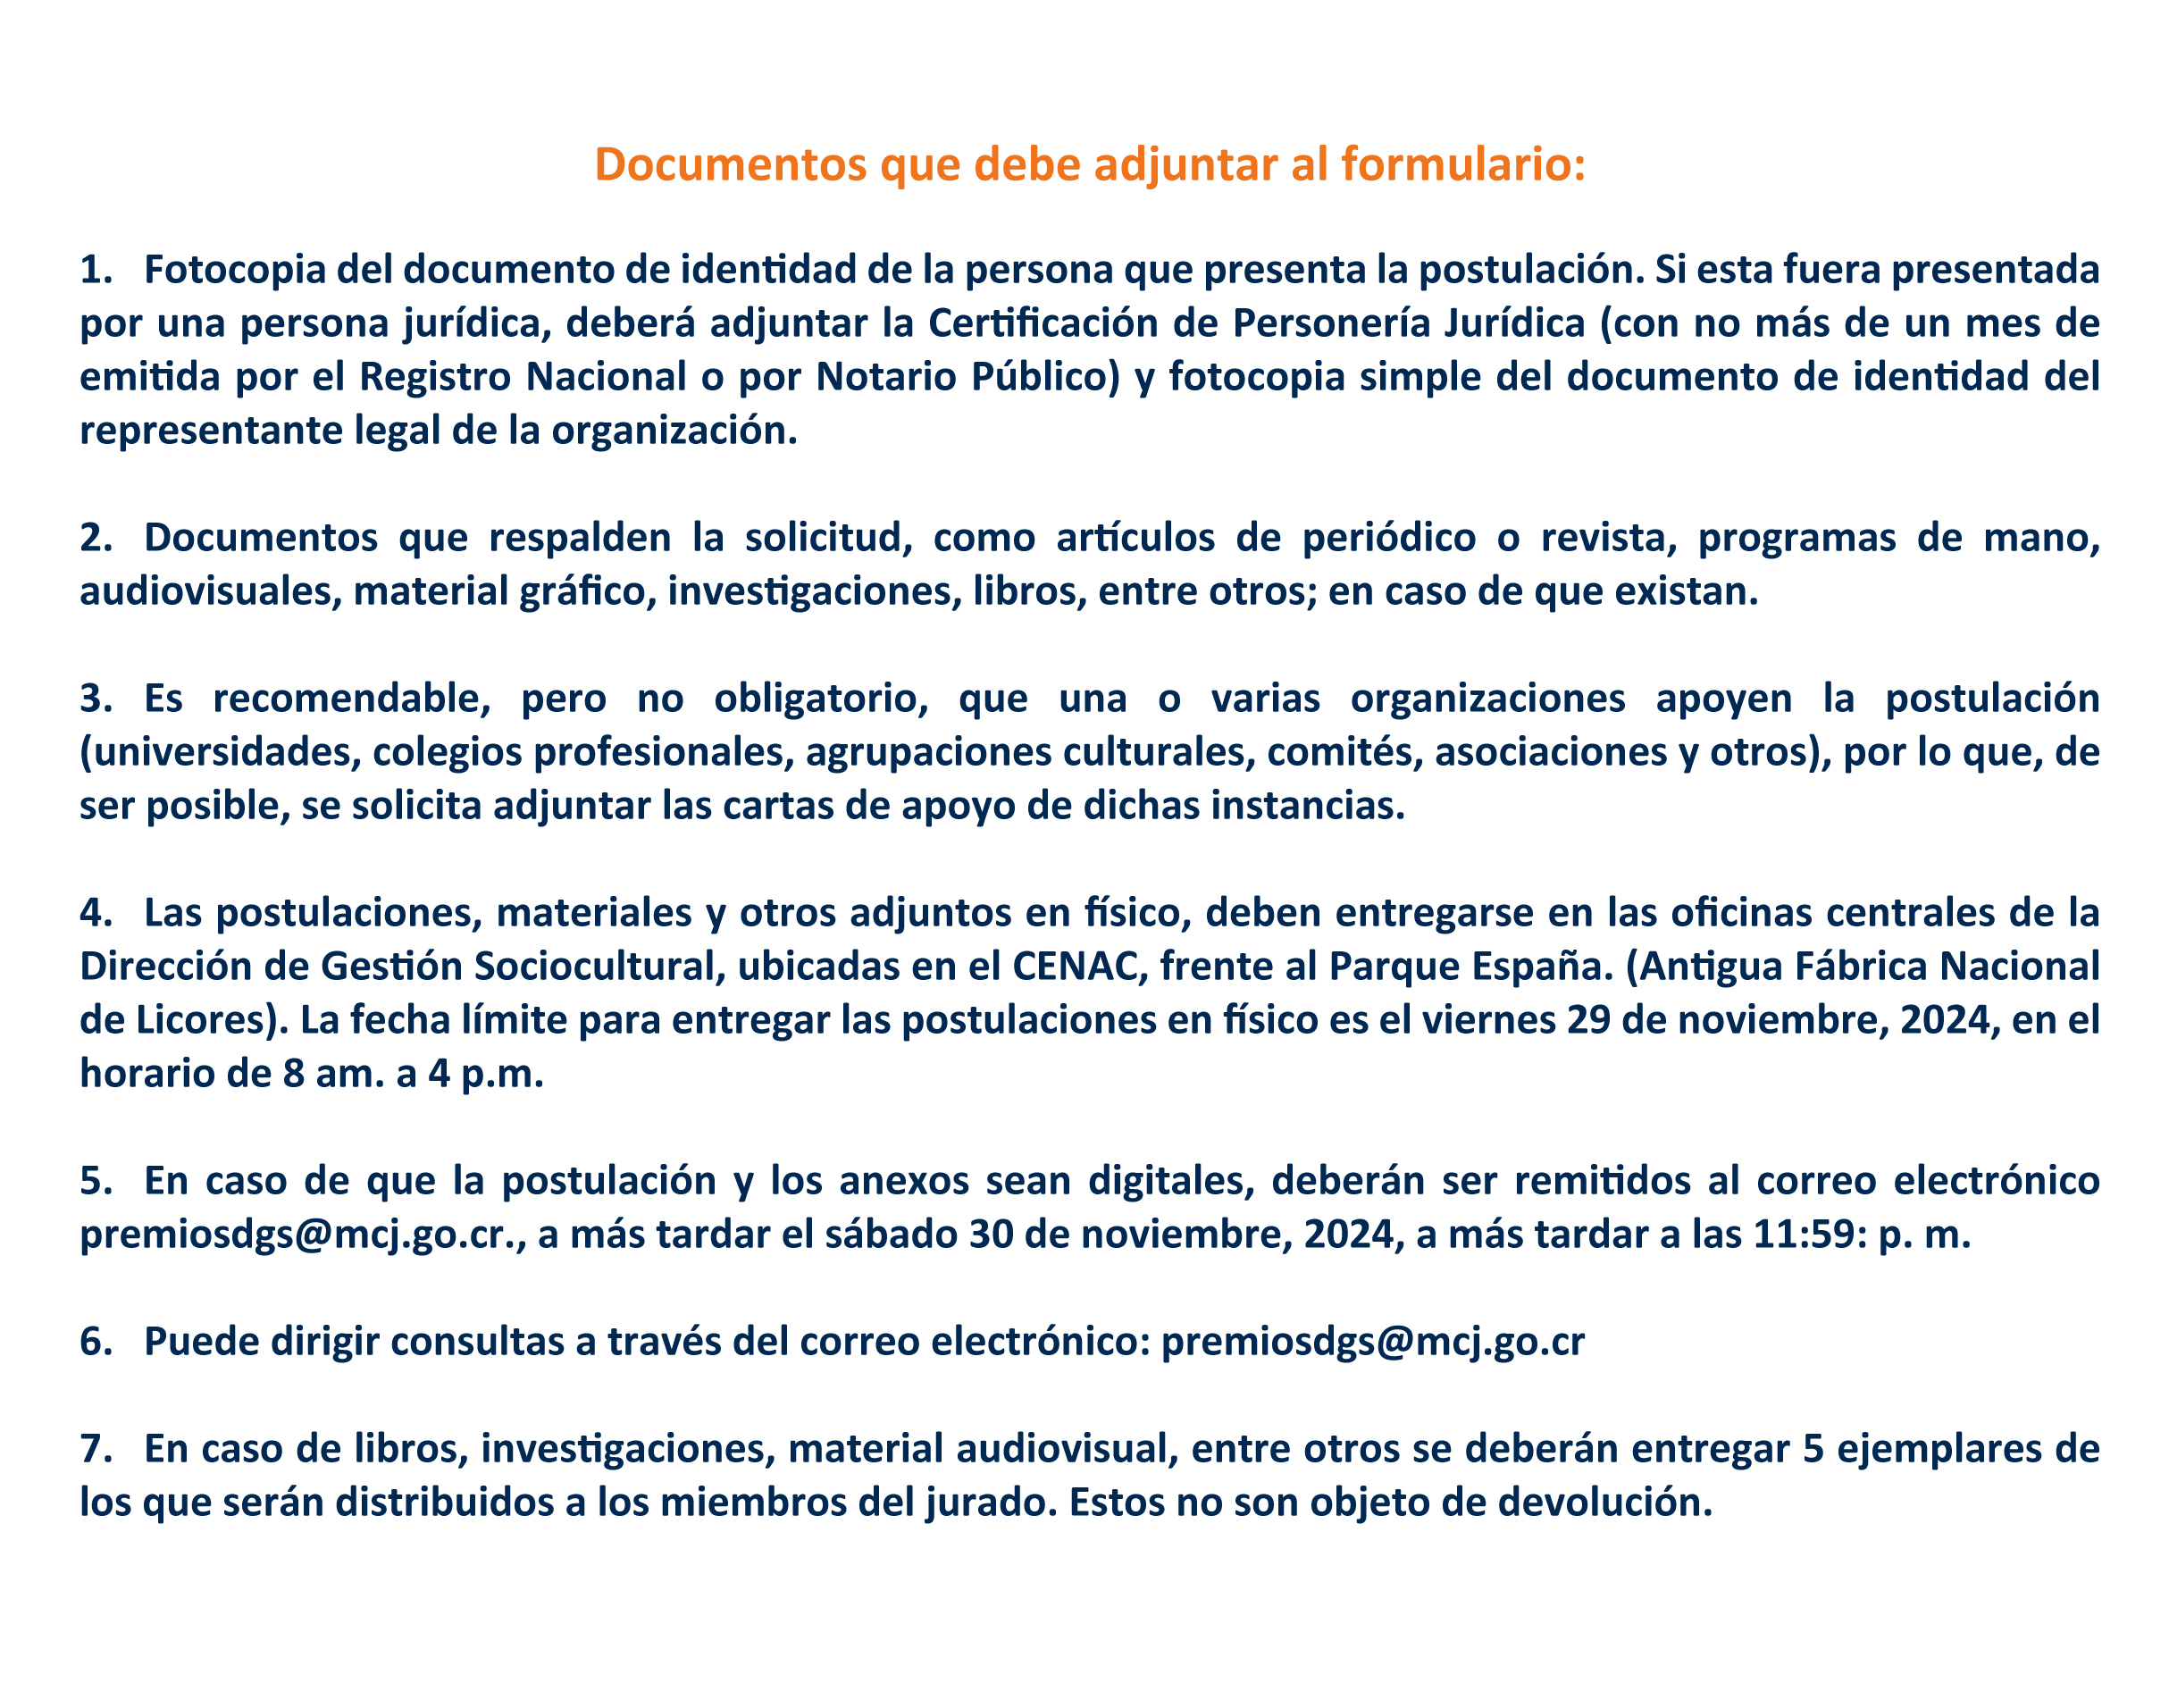 Documentos que debe adjuntar al formulario:
1. Fotocopia del documento de identidad de la persona que presenta la postulación. Si esta fuera presentada
por una persona jurídica, deberá adjuntar la Certificación de Personería Jurídica (con no más de un mes de
emitida por el Registro Nacional o por Notario Público) y fotocopia simple del documento de identidad del
representante legal de la organización.
2. Documentos que respalden la solicitud, como artículos de periódico o revista, programas de mano,
audiovisuales, material gráfico, investigaciones, libros, entre otros; en caso de que existan.
3. Es recomendable, pero no obligatorio, que una o varias organizaciones apoyen la postulación
(universidades, colegios profesionales, agrupaciones culturales, comités, asociaciones y otros), por lo que, de
ser posible, se solicita adjuntar las cartas de apoyo de dichas instancias.
4. Las postulaciones, materiales y otros adjuntos en físico, deben entregarse en las oficinas centrales de la
Dirección de Gestión Sociocultural, ubicadas en el CENAC, frente al Parque España. (Antigua Fábrica Nacional
de Licores). La fecha límite para entregar las postulaciones en físico es el viernes 29 de noviembre, 2024, en el
horario de 8 am. a 4 p.m.
5. En caso de que la postulación y los anexos sean digitales, deberán ser remitidos al correo electrónico
premiosdgs@mcj.go.cr., a más tardar el sábado 30 de noviembre, 2024, a más tardar a las 11:59: p. m.
6. Puede dirigir consultas a través del correo electrónico: premiosdgs@mcj.go.cr
7. En caso de libros, investigaciones, material audiovisual, entre otros se deberán entregar 5 ejemplares de
los que serán distribuidos a los miembros del jurado. Estos no son objeto de devolución.